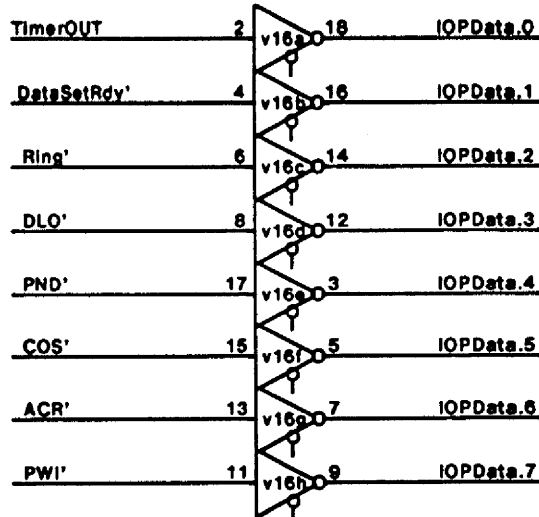 TimerOUT 2 v16a 18 IOPData.0
DataSetRdy' 4 v16b 16 IOPData.1
Ring' 6 v16c 14 IOPData.2
DLO' 8 v16d 12 IOPData.3
PND' 17 v16e 3 IOPData.4
COS' 15 v16f 5 IOPData.5
ACR' 13 v16g 7 IOPData.6
PWI' 11 v16h 9 IOPData.7